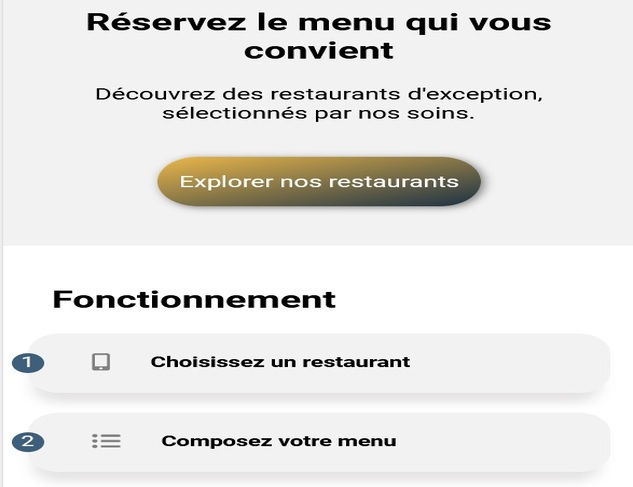 Réservez le menu qui vous
convient
Découvrez des restaurants d'exception,
sélectionnés par nos soins.
Explorer nos restaurants
Fonctionnement
1 Choisissez un restaurant
2 Composez votre menu